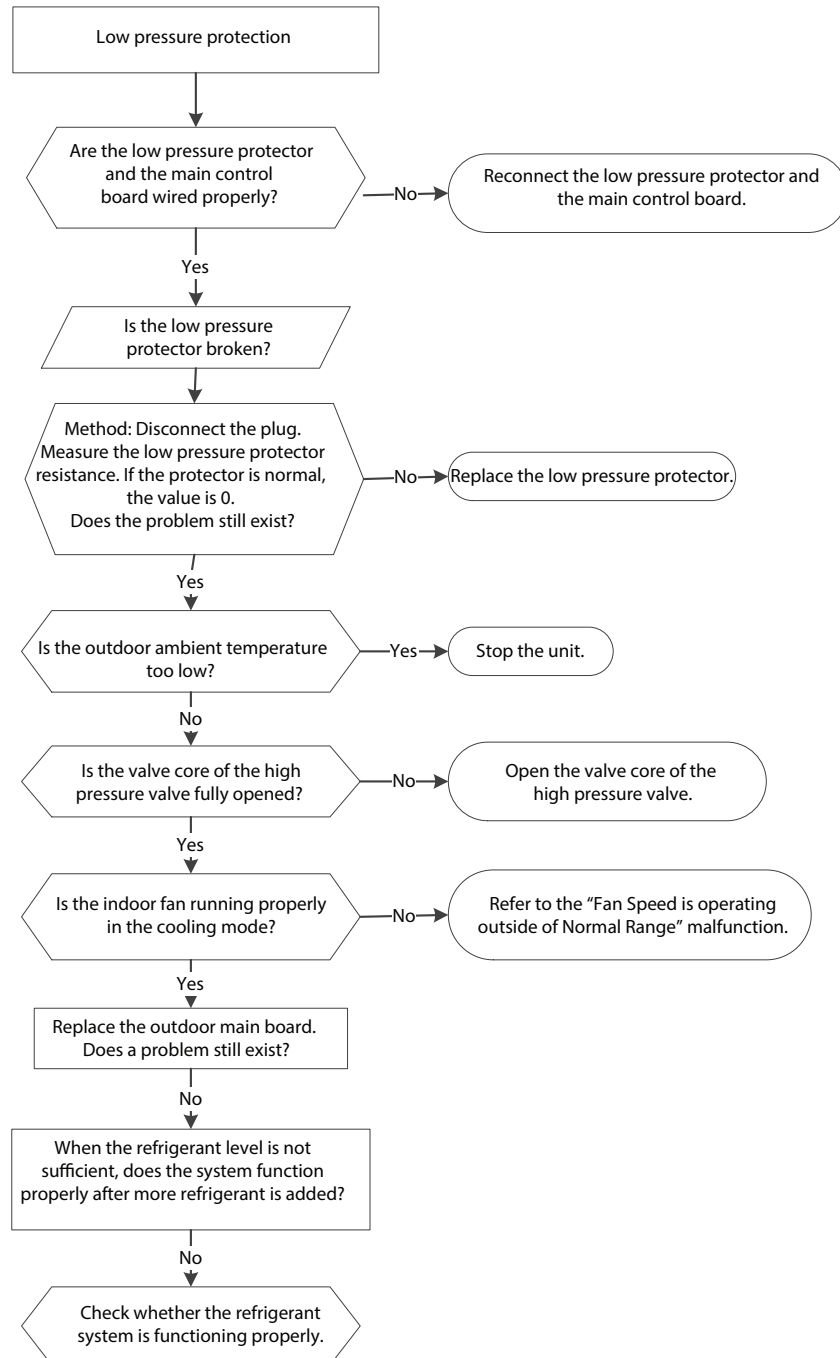 Low pressure protection
Are the low pressure protector
and the main control
board wired properly?
No
Reconnect the low pressure protector and
the main control board.
Yes
Is the low pressure
protector broken?
Method: Disconnect the plug.
Measure the low pressure protector
resistance. If the protector is normal,
the value is 0.
Does the problem still exist?
No
Replace the low pressure protector.
Yes
Is the outdoor ambient temperature
too low?
Yes
Stop the unit.
No
Is the valve core of the high
pressure valve fully opened?
No
Open the valve core of the
high pressure valve.
Yes
Is the indoor fan running properly
in the cooling mode?
No
Refer to the “Fan Speed is operating
outside of Normal Range” malfunction.
Yes
Replace the outdoor main board.
Does a problem still exist?
No
When the refrigerant level is not
sufficient, does the system function
properly after more refrigerant is added?
No
Check whether the refrigerant
system is functioning properly.